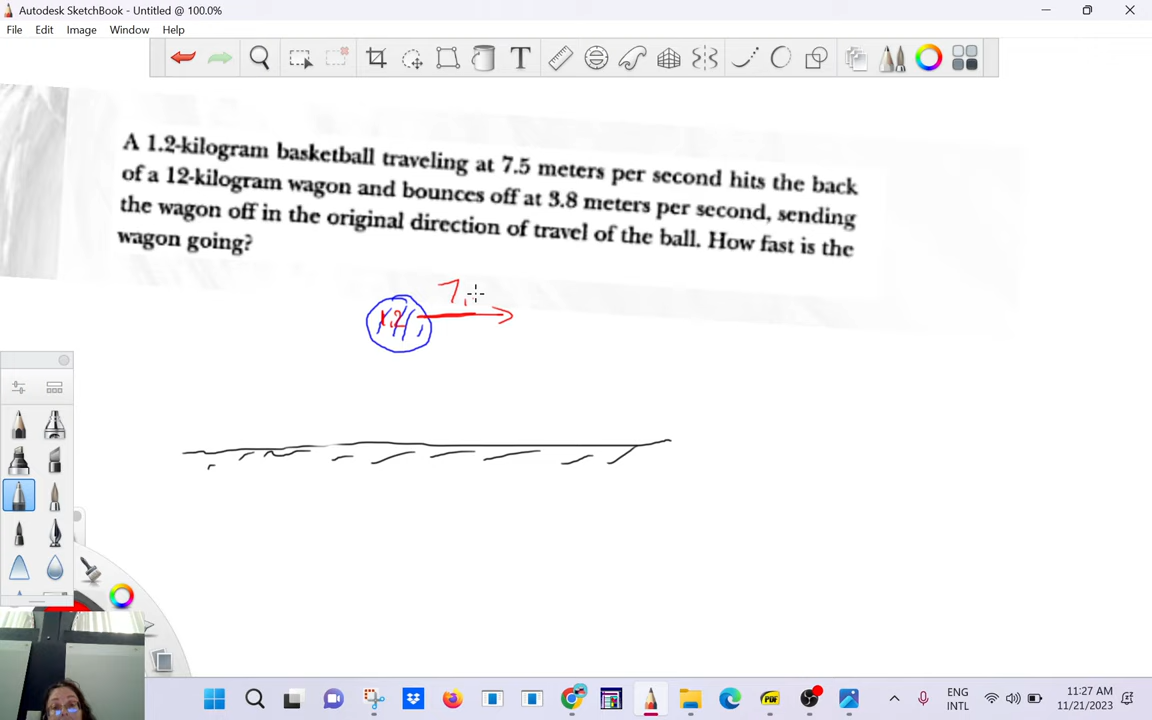 Autodesk SketchBook - Untitled @ 100.0%
File Edit Image Window Help
T
A 1.2-kilogram basketball traveling at 7.5 meters per second hits the back
of a 12-kilogram wagon and bounces off at 3.8 meters per second, sending
the wagon off in the original direction of travel of the ball. How fast is the
wagon going?
7.
1.2
PDF
ENG
INTL
11:27 AM
11/21/2023